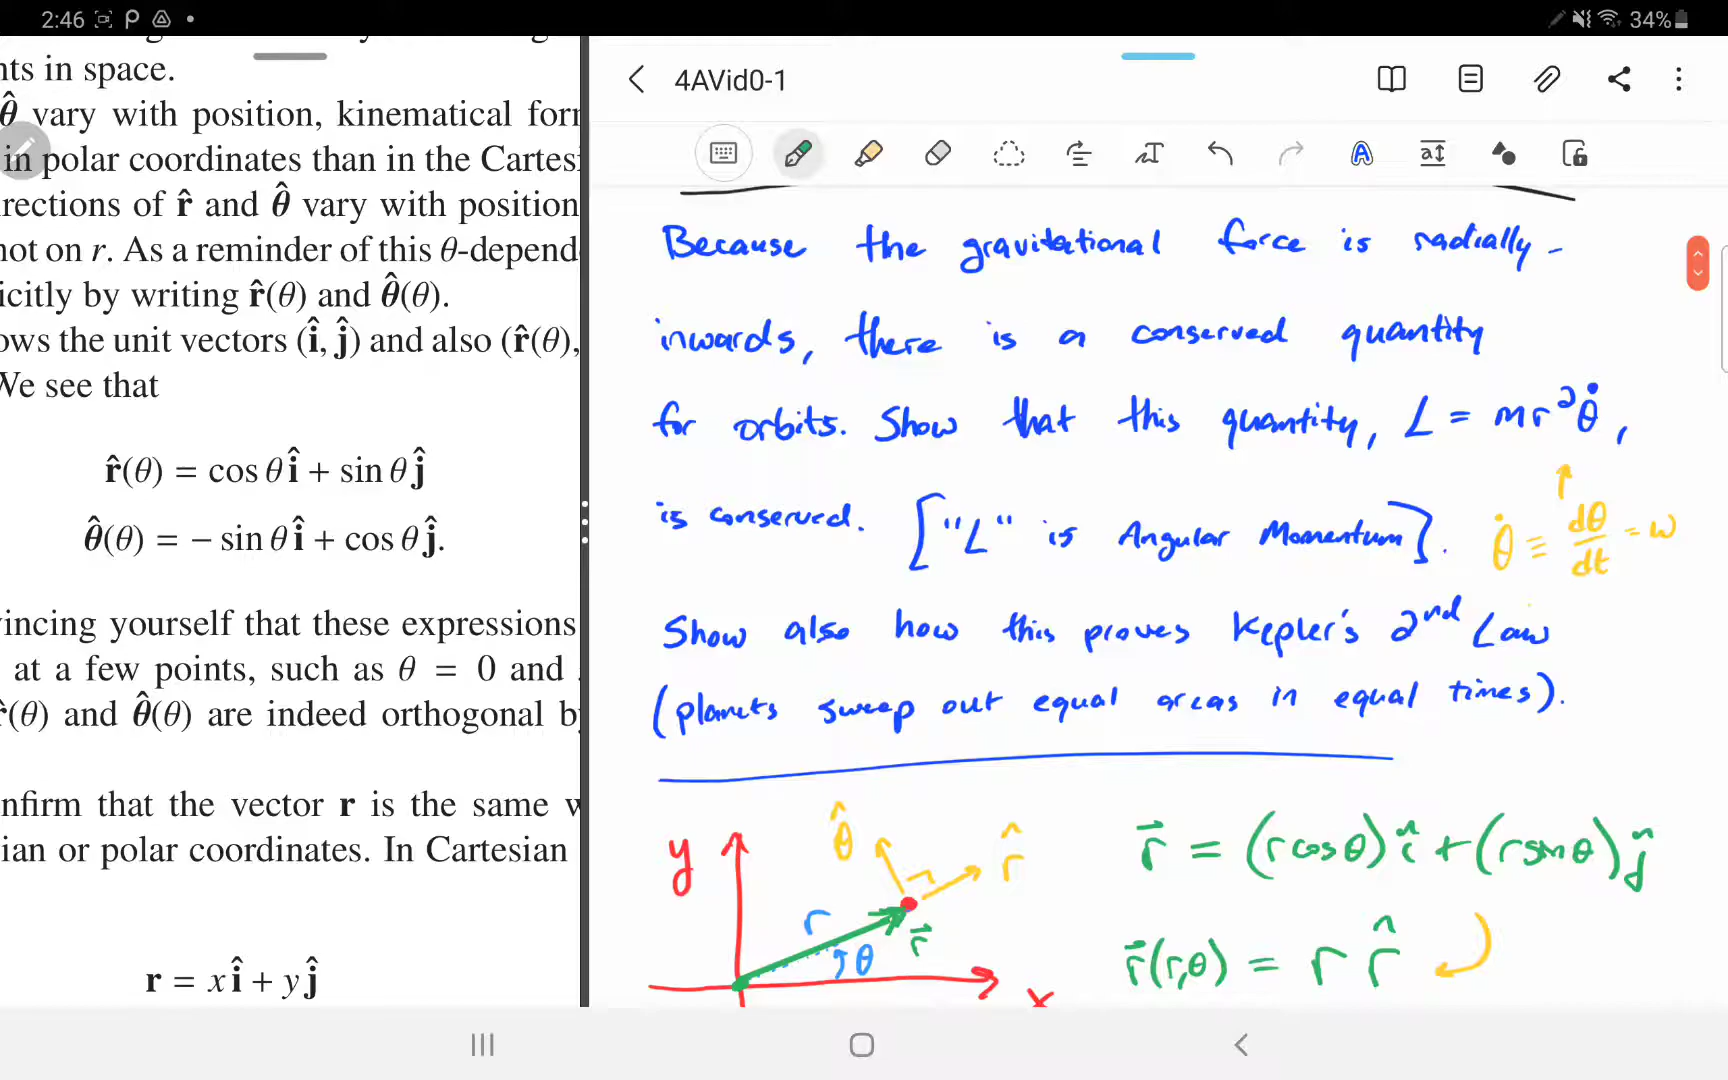 2:46
34%
nts in space.
θ̂ vary with position, kinematical for
in polar coordinates than in the Cartes
rections of r̂ and θ̂ vary with position
not on r. As a reminder of this θ-depend
icitly by writing r̂(θ) and θ̂(θ).
ows the unit vectors (î, ĵ) and also (r̂(θ),
We see that
r̂(θ) = cos θ î + sin θ ĵ
θ̂(θ) = − sin θ î + cos θ ĵ.
vincing yourself that these expressions
at a few points, such as θ = 0 and
r̂(θ) and θ̂(θ) are indeed orthogonal b
nfirm that the vector r is the same w
ian or polar coordinates. In Cartesian
r = x î + y ĵ
4AVid0-1
Because the gravitational force is radially-
inwards, there is a conserved quantity
for orbits. Show that this quantity, L = mr²θ̇,
is conserved. ["L" is Angular Momentum]. θ̇ ≡ dθ/dt = ω
Show also how this proves Kepler's 2nd Law
(planets sweep out equal areas in equal times).
y θ̂ r̂
r θ r⃗
x
r⃗ = (r cos θ) î + (r sin θ) ĵ
r⃗(r,θ) = r r̂